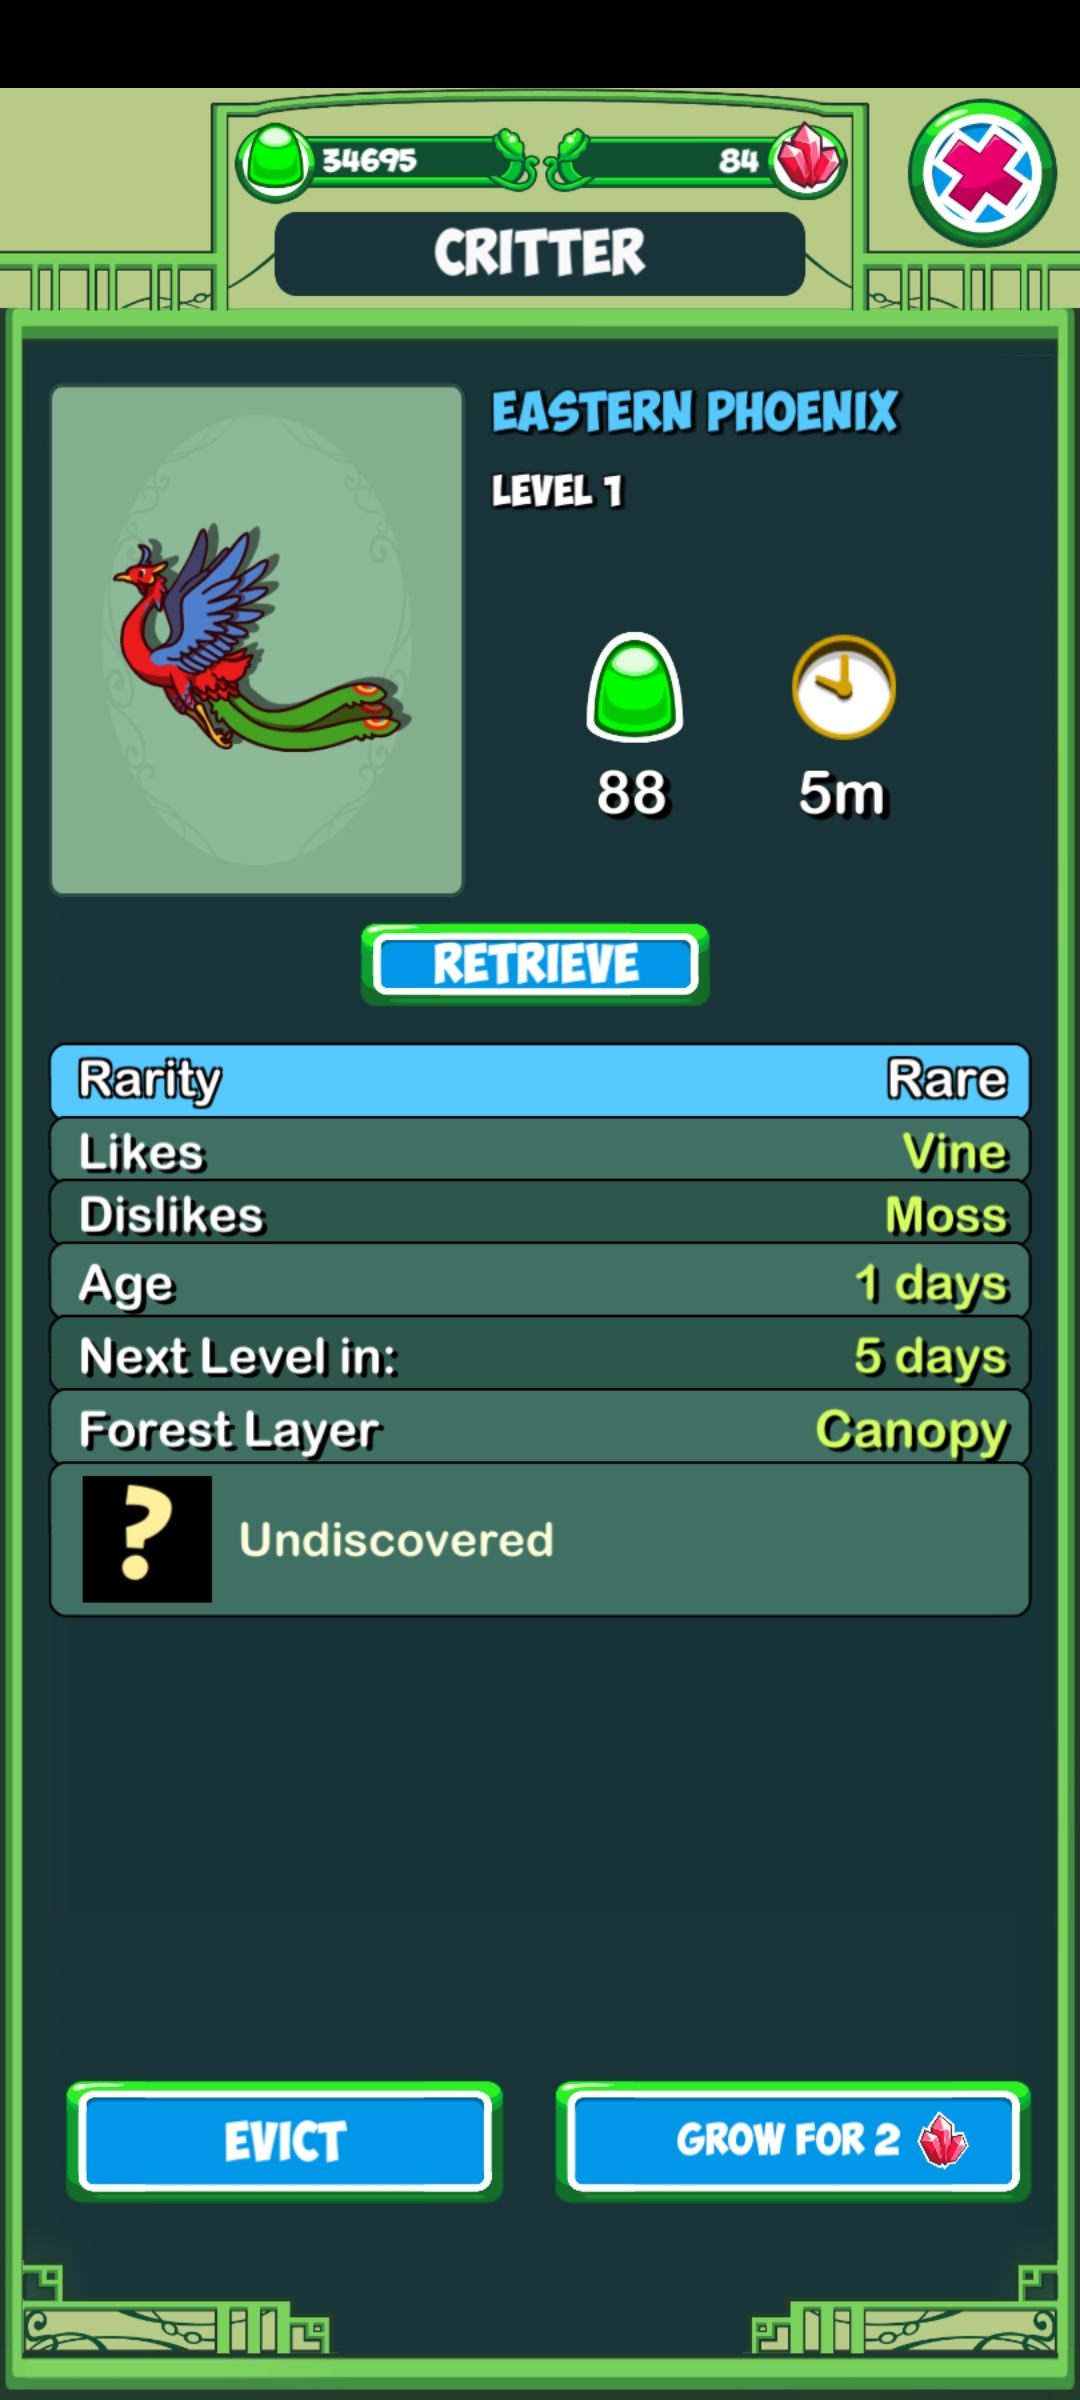 34695
84
CRITTER
EASTERN PHOENIX
LEVEL 1
88
5m
RETRIEVE
Rarity Rare
Likes Vine
Dislikes Moss
Age 1 days
Next Level in: 5 days
Forest Layer Canopy
? Undiscovered
EVICT
GROW FOR 2